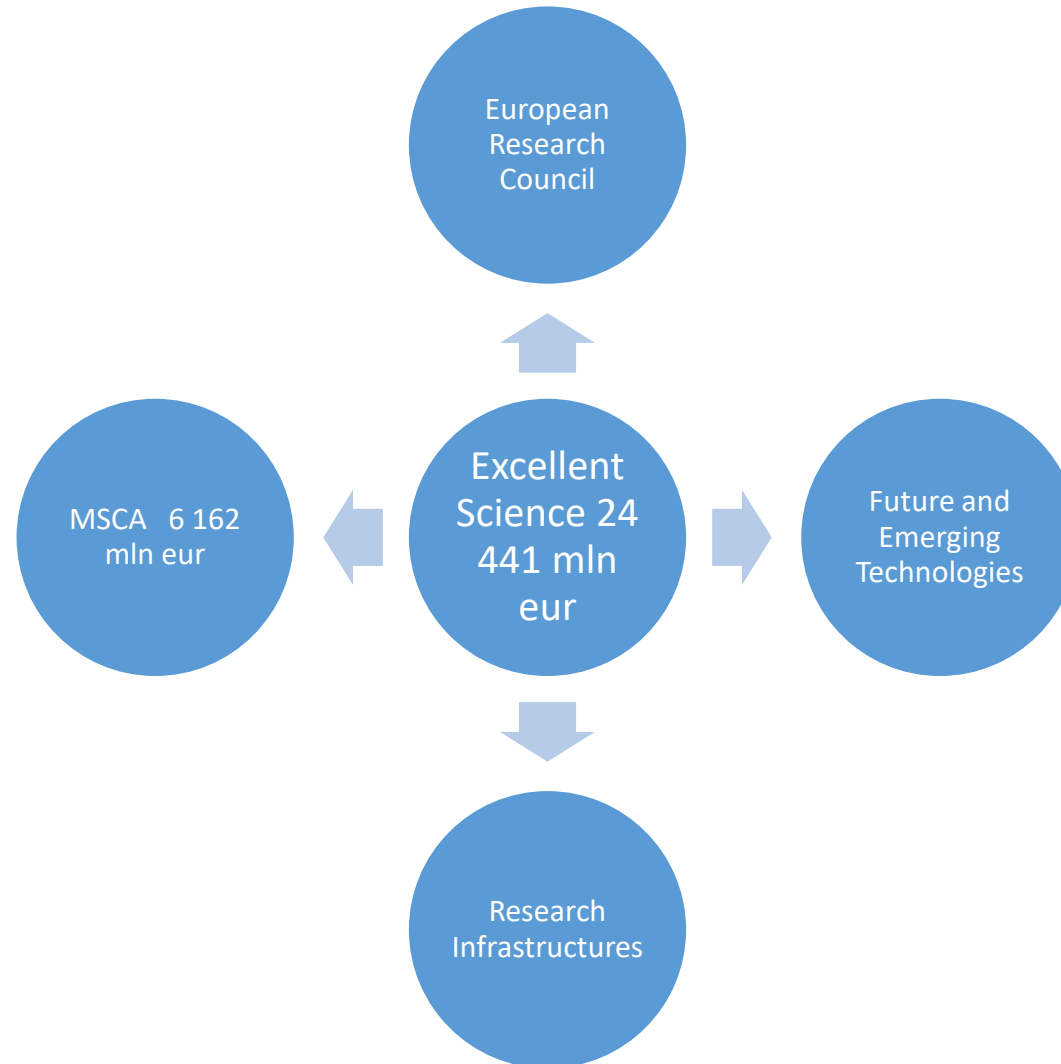 European
Research
Council
MSCA   6 162
mln eur
Excellent
Science 24
441 mln
eur
Future and
Emerging
Technologies
Research
Infrastructures